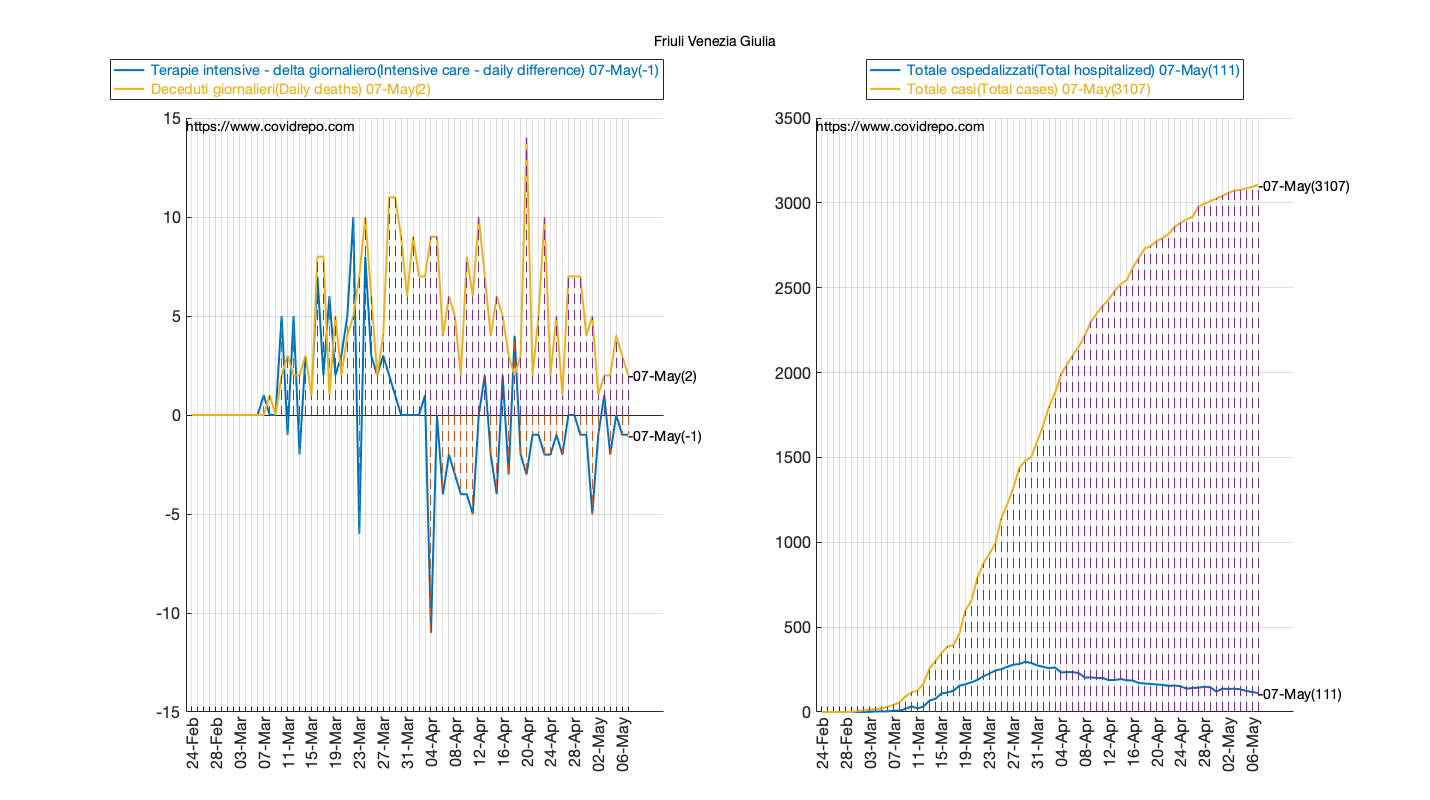 Friuli Venezia Giulia
Terapie intensive - delta giornaliero(Intensive care - daily difference) 07-May(-1)
Deceduti giornalieri(Daily deaths) 07-May(2)
https://www.covidrepo.com
15
10
5
0
-5
-10
-15
-07-May(2)
-07-May(-1)
24-Feb
28-Feb
03-Mar
07-Mar
11-Mar
15-Mar
19-Mar
23-Mar
27-Mar
31-Mar
04-Apr
08-Apr
12-Apr
16-Apr
20-Apr
24-Apr
28-Apr
02-May
06-May
Totale ospedalizzati(Total hospitalized) 07-May(111)
Totale casi(Total cases) 07-May(3107)
https://www.covidrepo.com
3500
3000
2500
2000
1500
1000
500
0
-07-May(3107)
-07-May(111)
24-Feb
28-Feb
03-Mar
07-Mar
11-Mar
15-Mar
19-Mar
23-Mar
27-Mar
31-Mar
04-Apr
08-Apr
12-Apr
16-Apr
20-Apr
24-Apr
28-Apr
02-May
06-May